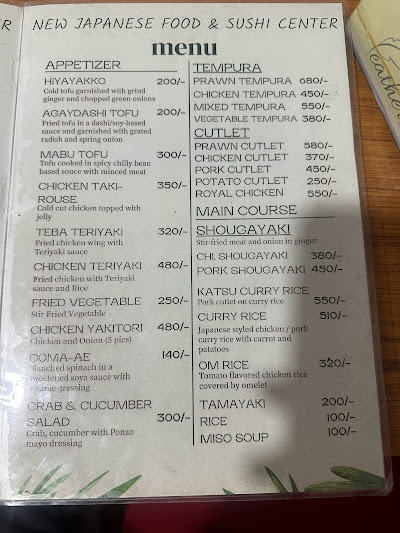 ER
NEW JAPANESE FOOD & SUSHI CENTER
menu
APPETIZER
HIYAYAKKO 200/-
Cold tofu garnished with grind
ginger and chopped green onions
AGAYDASHI TOFU 200/-
Fried tofu in a dashi/soy-based
sauce and garnished with grated
radish and spring onion
MABU TOFU 300/-
Tofu cooked in spicy chilly bean
based souce with minced meat
CHICKEN TAKI- 350/-
ROUSE
Cold cut chicken topped with
jelly
TEBA TERIYAKI 320/-
Fried chicken wing with
Teriyaki sauce
CHICKEN TERIYAKI 480/-
Fried chicken with Teriyaki
sauce and Rice
FRIED VEGETABLE 250/-
Stir Fried Vegetable
CHICKEN YAKITORI 480/-
Chicken and Onion (5 pics)
GOMA-AE 140/-
Blanched spinach in a
sweetened soya sauce with
sesame dressing
CRAB & CUCUMBER
SALAD 300/-
Crab, cucumber with Ponzo
mayo dressing
TEMPURA
PRAWN TEMPURA 680/-
CHICKEN TEMPURA 450/-
MIXED TEMPURA 550/-
VEGETABLE TEMPURA 380/-
CUTLET
PRAWN CUTLET 580/-
CHICKEN CUTLET 370/-
PORK CUTLET 450/-
POTATO CUTLET 250/-
ROYAL CHICKEN 550/-
MAIN COURSE
SHOUGAYAKI
Stir-fried meat and onion in ginger
CHI. SHOUGAYAKI 380/-
PORK SHOUGAYAKI 450/-
KATSU CURRY RICE
Pork cutlet on curry rice 550/-
CURRY RICE 510/-
Japanese styled chicken / pork
curry rice with carrot and
patatoes
OM RICE 320/-
Tomato flavored chicken rice
covered by omelet
TAMAYAKI 200/-
RICE 100/-
MISO SOUP 100/-